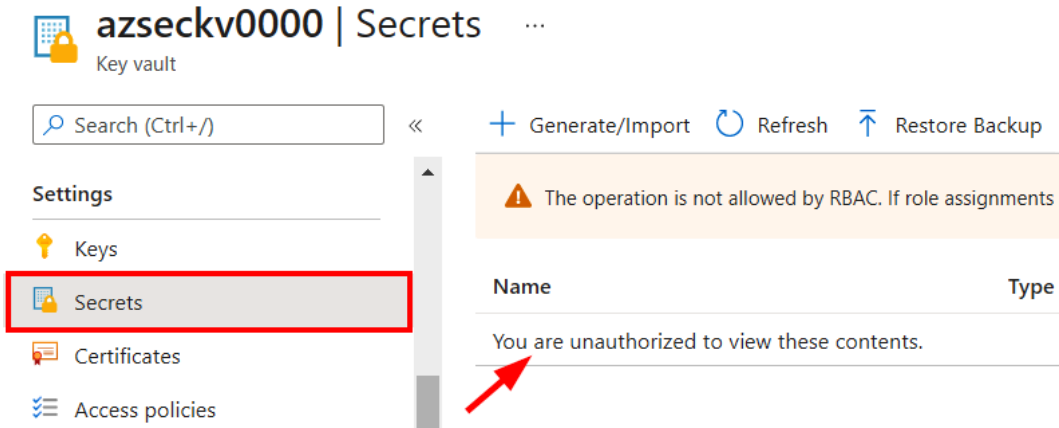 azseckv0000 | Secrets ...
Key vault
Search (Ctrl+/)
«
Generate/Import
Refresh
Restore Backup
Settings
The operation is not allowed by RBAC. If role assignments
Keys
Name
Type
Secrets
You are unauthorized to view these contents.
Certificates
Access policies